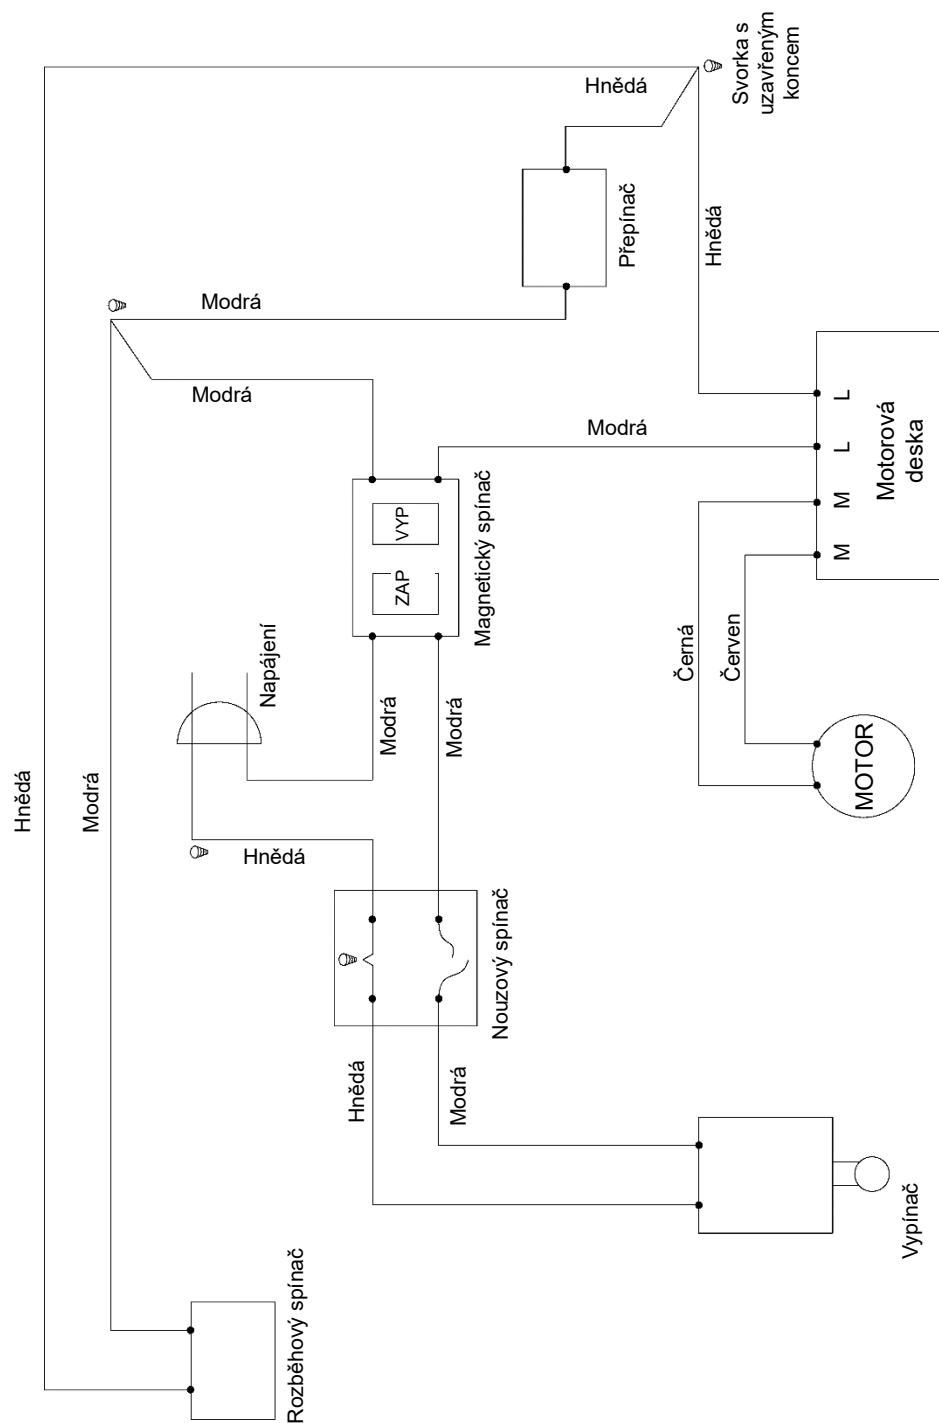 Svorka s
uzavřeným
koncem
Hnědá
Přepínač
Hnědá
Modrá
Modrá
Modrá
L
L
M
M
Motorová
deska
VYP
ZAP
Magnetický spínač
Napájení
Černá
Červen
Modrá
Modrá
MOTOR
Hnědá
Modrá
Hnědá
Nouzový spínač
Hnědá
Modrá
Vypínač
Rozběhový spínač